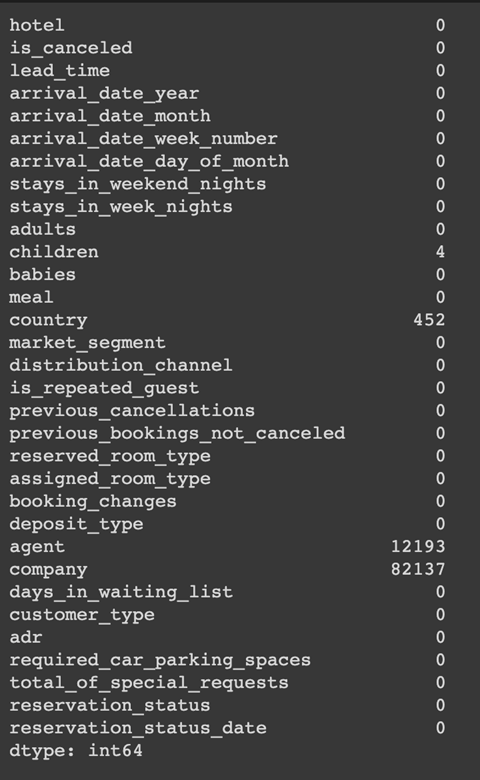 hotel 0
is_canceled 0
lead_time 0
arrival_date_year 0
arrival_date_month 0
arrival_date_week_number 0
arrival_date_day_of_month 0
stays_in_weekend_nights 0
stays_in_week_nights 0
adults 0
children 4
babies 0
meal 0
country 452
market_segment 0
distribution_channel 0
is_repeated_guest 0
previous_cancellations 0
previous_bookings_not_canceled 0
reserved_room_type 0
assigned_room_type 0
booking_changes 0
deposit_type 0
agent 12193
company 82137
days_in_waiting_list 0
customer_type 0
adr 0
required_car_parking_spaces 0
total_of_special_requests 0
reservation_status 0
reservation_status_date 0
dtype: int64